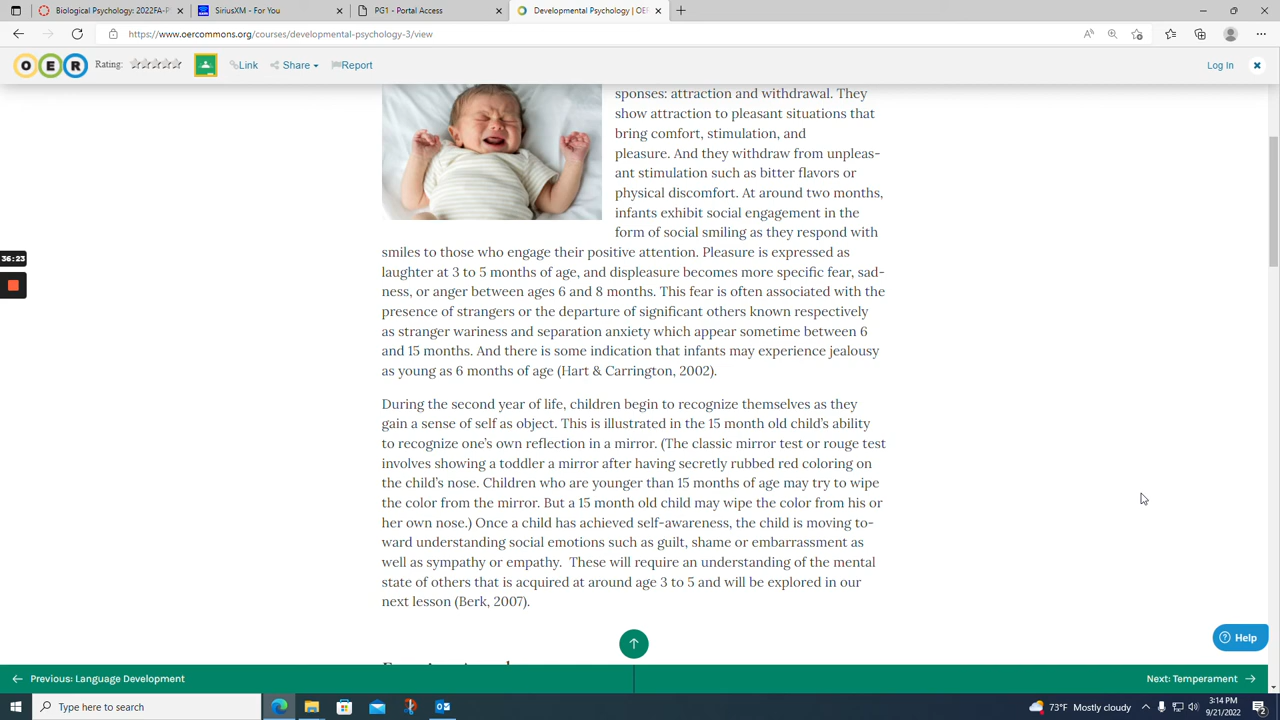 Biological Psychology: 2022FA-P
SiriusXM - For You
PG1 - Portal Access
Developmental Psychology | OER
https://www.oercommons.org/courses/developmental-psychology-3/view
OER Rating: Link Share Report Log In
sponses: attraction and withdrawal. They
show attraction to pleasant situations that
bring comfort, stimulation, and
pleasure. And they withdraw from unpleas-
ant stimulation such as bitter flavors or
physical discomfort. At around two months,
infants exhibit social engagement in the
form of social smiling as they respond with
smiles to those who engage their positive attention. Pleasure is expressed as
laughter at 3 to 5 months of age, and displeasure becomes more specific fear, sad-
ness, or anger between ages 6 and 8 months. This fear is often associated with the
presence of strangers or the departure of significant others known respectively
as stranger wariness and separation anxiety which appear sometime between 6
and 15 months. And there is some indication that infants may experience jealousy
as young as 6 months of age (Hart & Carrington, 2002).
36:23
During the second year of life, children begin to recognize themselves as they
gain a sense of self as object. This is illustrated in the 15 month old child's ability
to recognize one's own reflection in a mirror. (The classic mirror test or rouge test
involves showing a toddler a mirror after having secretly rubbed red coloring on
the child's nose. Children who are younger than 15 months of age may try to wipe
the color from the mirror. But a 15 month old child may wipe the color from his or
her own nose.) Once a child has achieved self-awareness, the child is moving to-
ward understanding social emotions such as guilt, shame or embarrassment as
well as sympathy or empathy. These will require an understanding of the mental
state of others that is acquired at around age 3 to 5 and will be explored in our
next lesson (Berk, 2007).
Help
Previous: Language Development
Next: Temperament
Type here to search
73°F Mostly cloudy
3:14 PM
9/21/2022
2